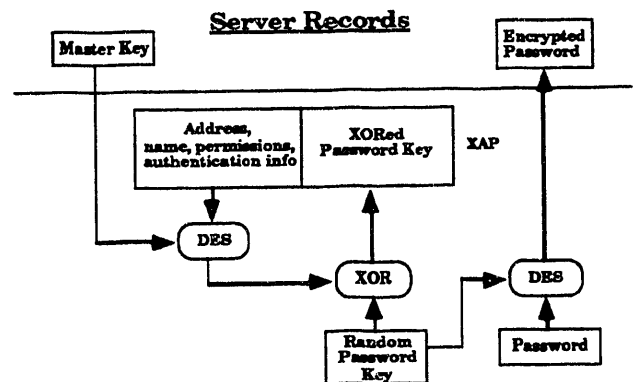 Server Records
Master Key
Encrypted
Password
Address,
name, permissions,
authentication info
XORed
Password Key
XAP
DES
XOR
DES
Random
Password
Key
Password